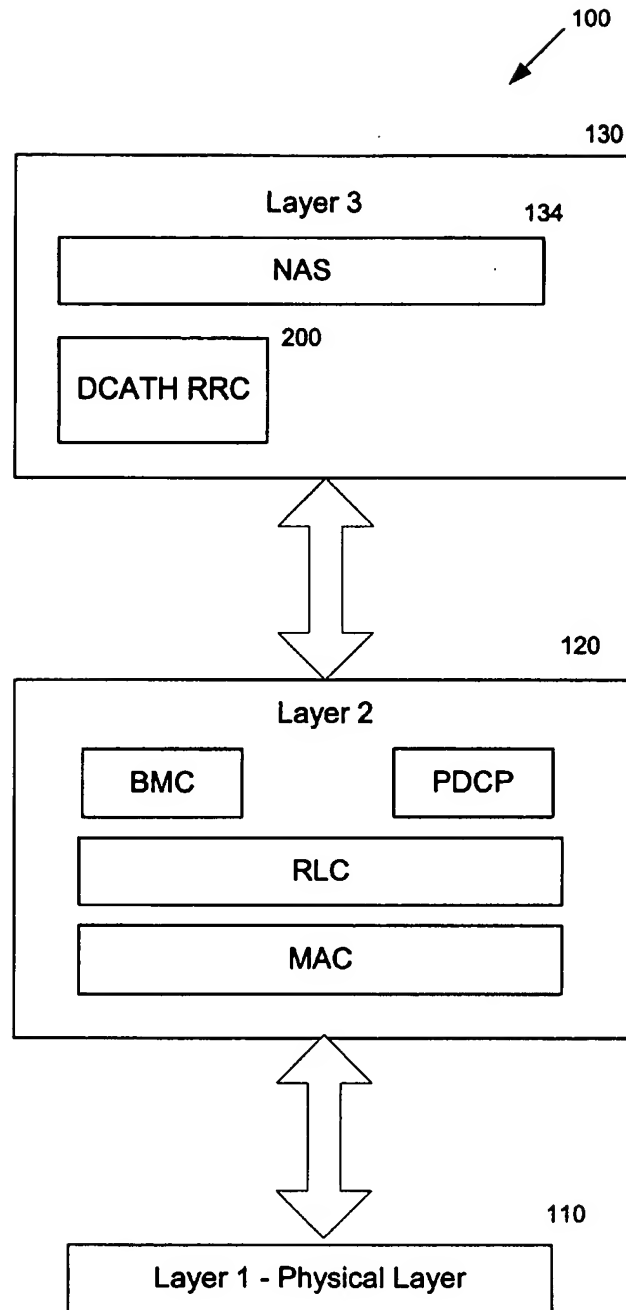 100
130
Layer 3
134
NAS
200
DCATH RRC
120
Layer 2
BMC PDCP
RLC
MAC
110
Layer 1 - Physical Layer